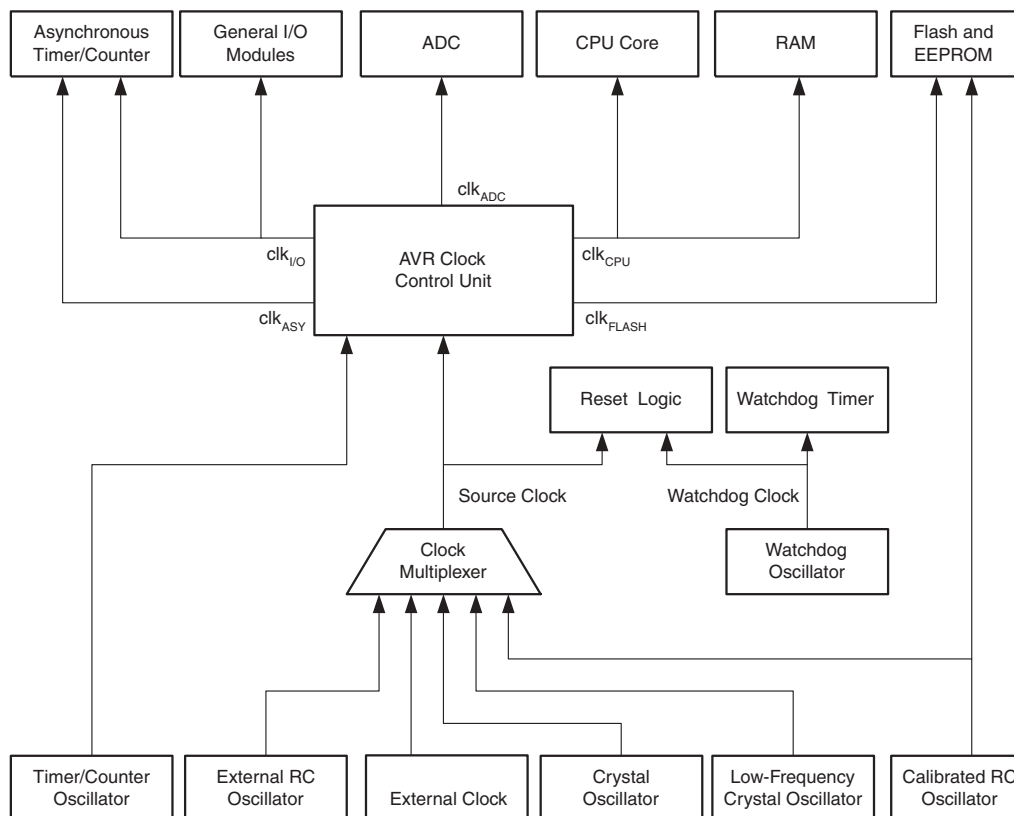 Asynchronous
Timer/Counter
General I/O
Modules
ADC
CPU Core
RAM
Flash and
EEPROM
clkADC
clkI/O
AVR Clock
Control Unit
clkCPU
clkASY
clkFLASH
Reset Logic
Watchdog Timer
Source Clock
Watchdog Clock
Clock
Multiplexer
Watchdog
Oscillator
Timer/Counter
Oscillator
External RC
Oscillator
External Clock
Crystal
Oscillator
Low-Frequency
Crystal Oscillator
Calibrated RC
Oscillator